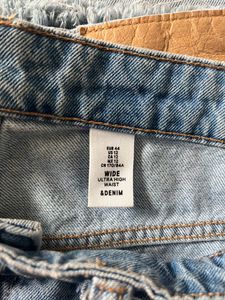 EUR 44
US 12
CA 12
MX 12
CN 170/84A
WIDE
ULTRA HIGH
WAIST
&DENIM